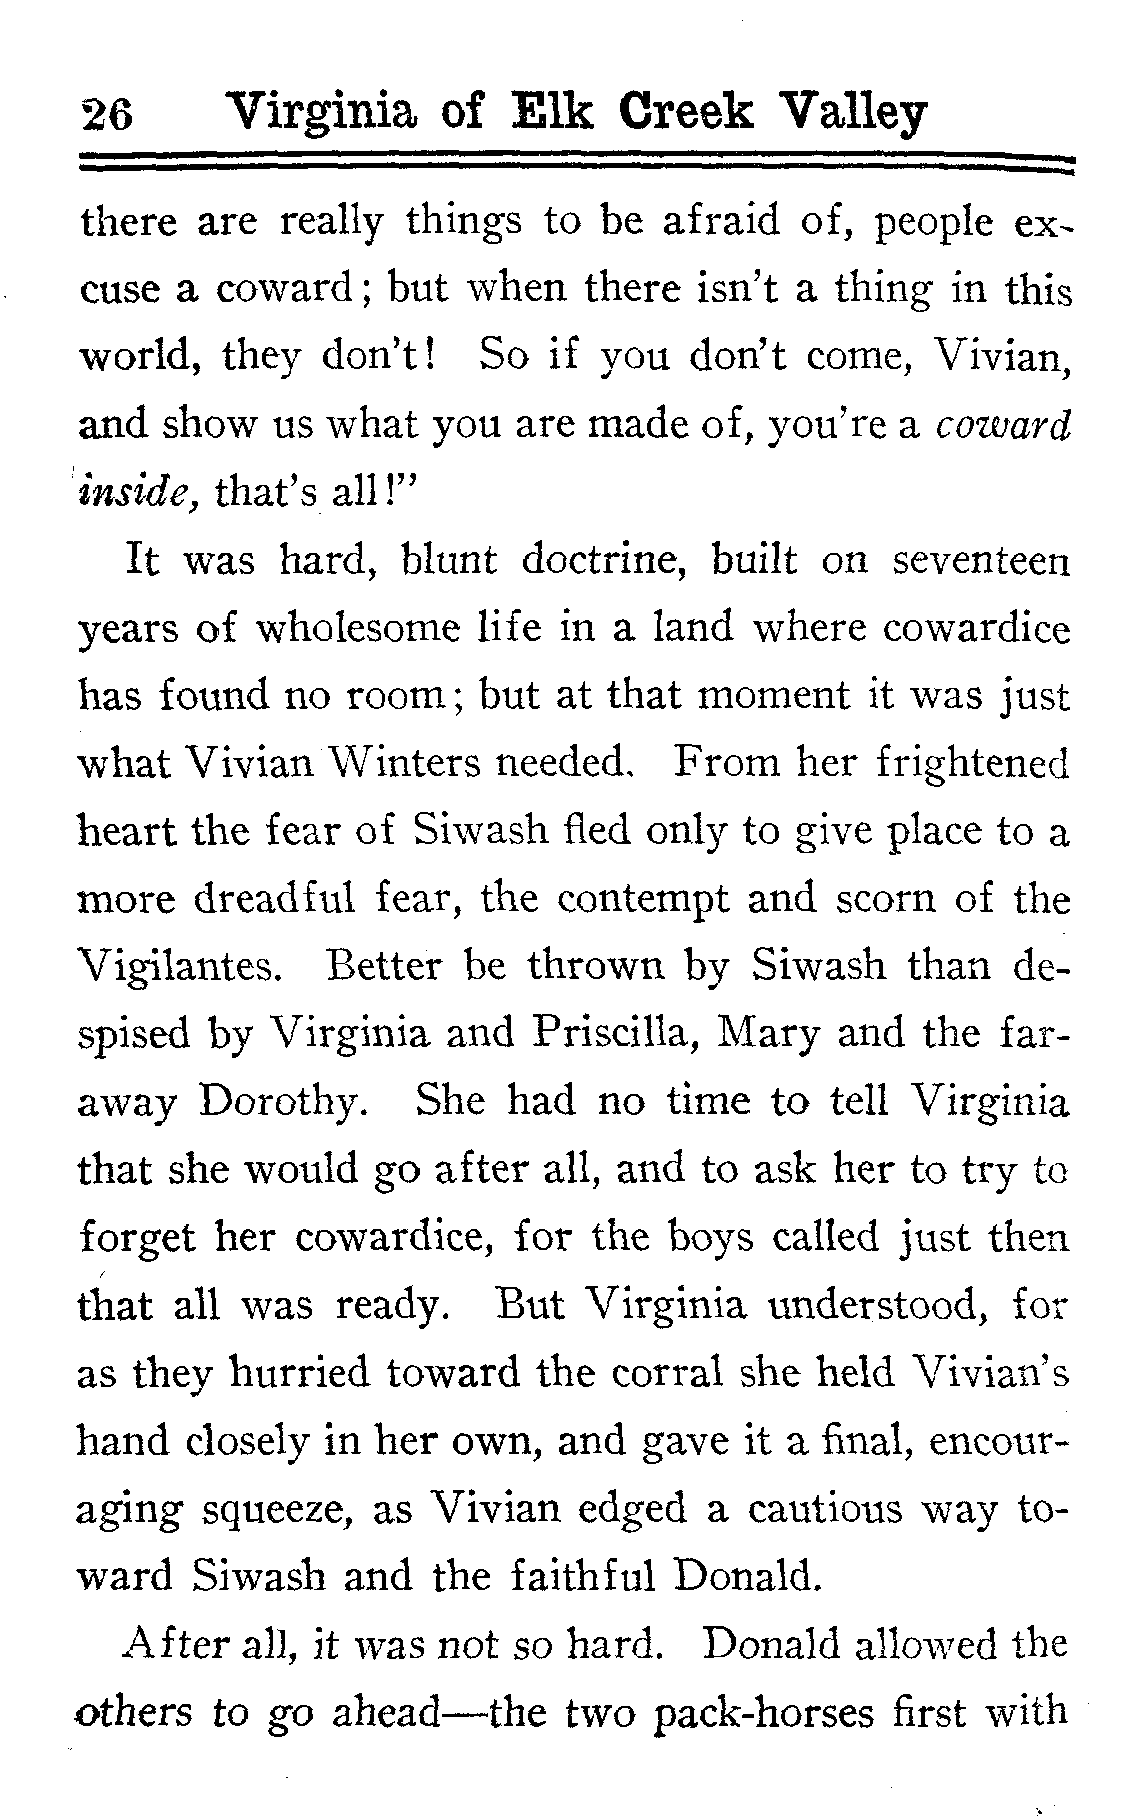 26 Virginia of Elk Creek Valley
there are really things to be afraid of, people ex-
cuse a coward; but when there isn't a thing in this
world, they don't! So if you don't come, Vivian,
and show us what you are made of, you're a coward
inside, that's all!"
It was hard, blunt doctrine, built on seventeen
years of wholesome life in a land where cowardice
has found no room; but at that moment it was just
what Vivian Winters needed. From her frightened
heart the fear of Siwash fled only to give place to a
more dreadful fear, the contempt and scorn of the
Vigilantes. Better be thrown by Siwash than de-
spised by Virginia and Priscilla, Mary and the far-
away Dorothy. She had no time to tell Virginia
that she would go after all, and to ask her to try to
forget her cowardice, for the boys called just then
that all was ready. But Virginia understood, for
as they hurried toward the corral she held Vivian's
hand closely in her own, and gave it a final, encour-
aging squeeze, as Vivian edged a cautious way to-
ward Siwash and the faithful Donald.
After all, it was not so hard. Donald allowed the
others to go ahead—the two pack-horses first with